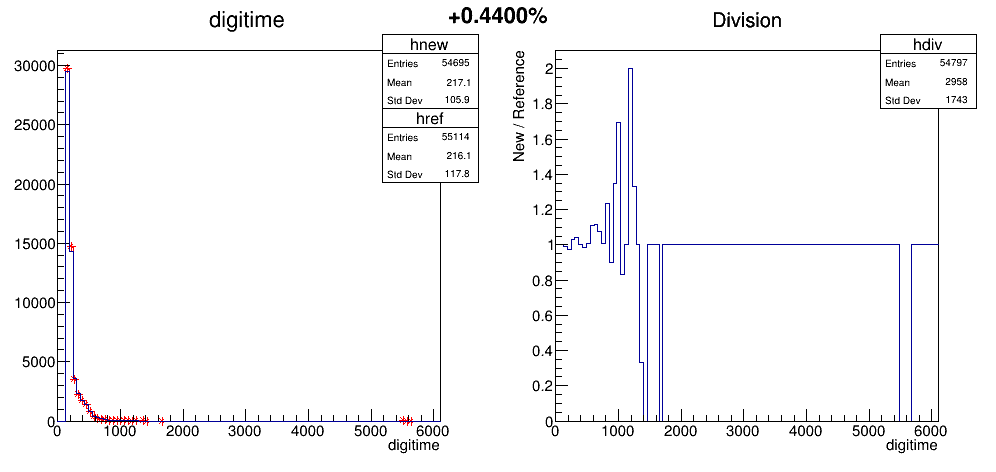 +0.4400%
digitime
hnew
Entries 54695
Mean 217.1
Std Dev 105.9
href
Entries 55114
Mean 216.1
Std Dev 117.8
30000
25000
20000
15000
10000
5000
0
0 1000 2000 3000 4000 5000 6000
digitime
Division
hdiv
Entries 54797
Mean 2958
Std Dev 1743
New / Reference
2
1.8
1.6
1.4
1.2
1
0.8
0.6
0.4
0.2
0
0 1000 2000 3000 4000 5000 6000
digitime